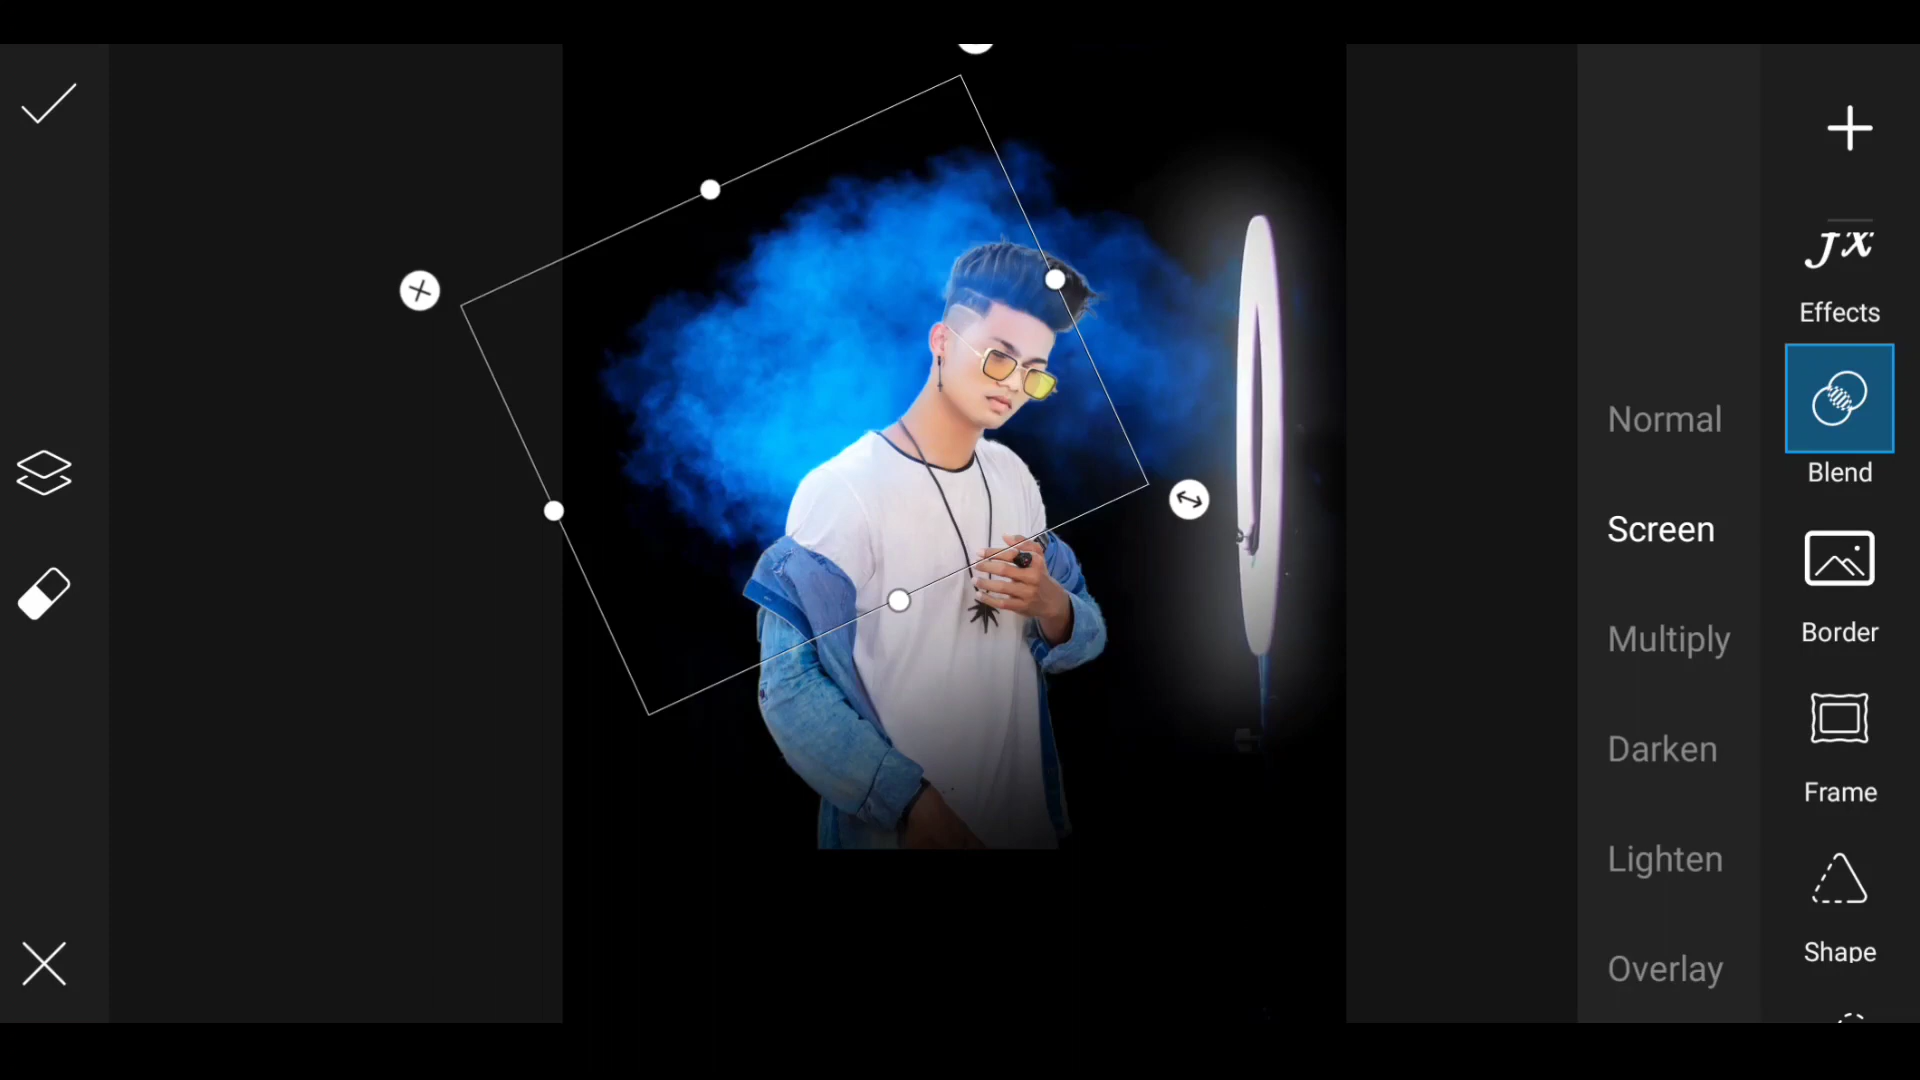 Effects
Normal
Blend
Screen
Border
Multiply
Darken
Frame
Lighten
Shape
Overlay